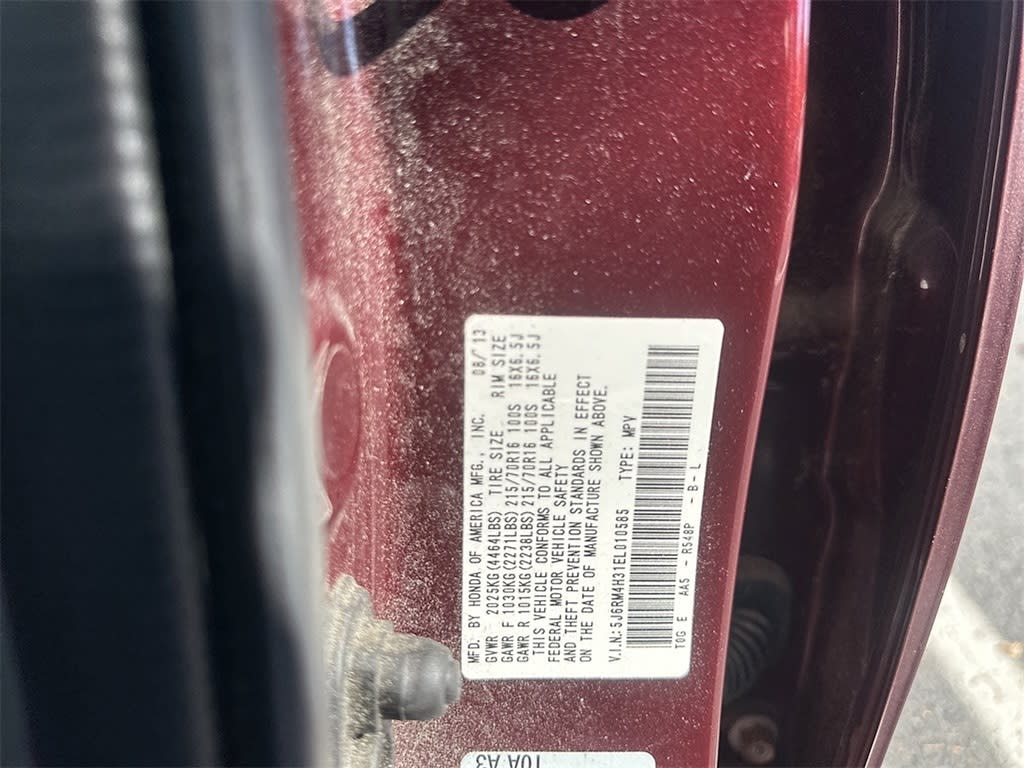 MFD. BY HONDA OF AMERICA MFG., INC. 08/'13
GVWR 2025KG(4464LBS) TIRE SIZE RIM SIZE
GAWR F 1030KG(2271LBS) 215/70R16 100S 16X6.5J
GAWR R 1015KG(2238LBS) 215/70R16 100S 16X6.5J
THIS VEHICLE CONFORMS TO ALL APPLICABLE
FEDERAL MOTOR VEHICLE SAFETY
AND THEFT PREVENTION STANDARDS IN EFFECT
ON THE DATE OF MANUFACTURE SHOWN ABOVE.
V.I.N.: 5J6RM4H31EL010585 TYPE: MPV
T0G E AA5 - R548P - B - L
T0A A3